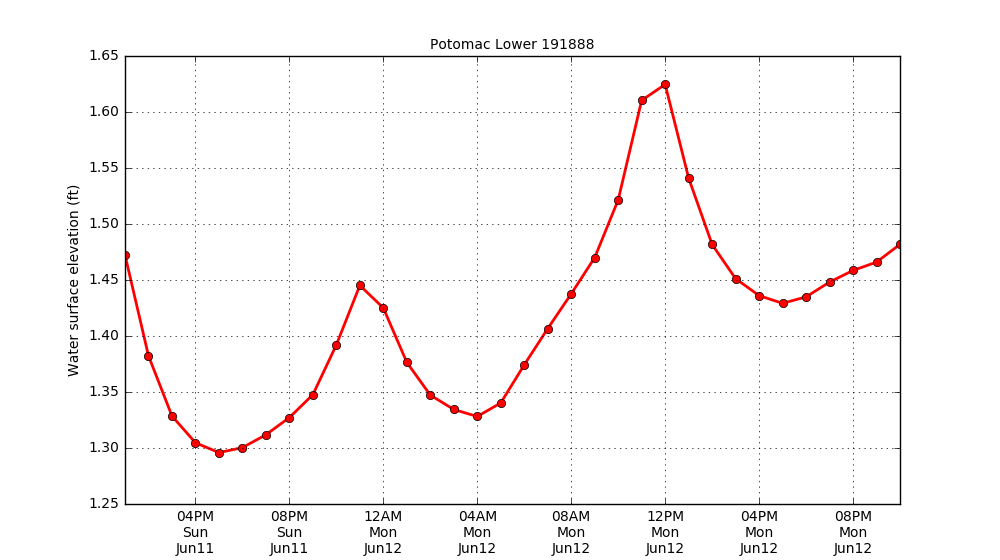 Potomac Lower 191888
Water surface elevation (ft)
1.65
1.60
1.55
1.50
1.45
1.40
1.35
1.30
1.25
04PM 08PM 12AM 04AM 08AM 12PM 04PM 08PM
Sun Sun Mon Mon Mon Mon Mon Mon
Jun11 Jun11 Jun12 Jun12 Jun12 Jun12 Jun12 Jun12